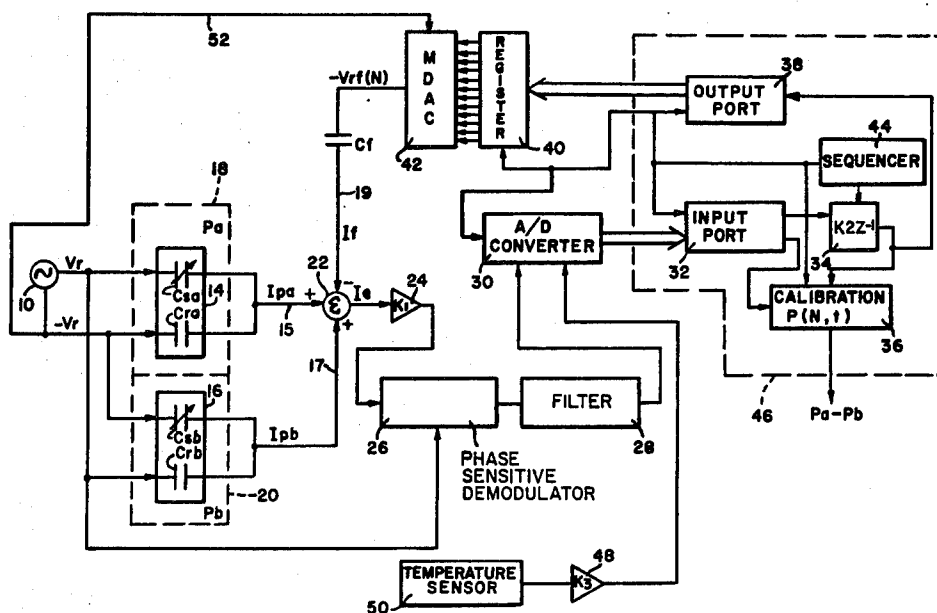 52
MDAC
REGISTER
42
40
-Vrf(N)
Cf
19
If
OUTPUT
PORT
38
44
SEQUENCER
INPUT
PORT
32
K2Z-1
34
CALIBRATION
P(N,t)
36
46
Pa-Pb
A/D
CONVERTER
30
18
Pa
Vr
10
-Vr
Csa
14
Cra
Ipa
15
22
+
-
Σ
+
Ie
24
K1
17
16
Csb
Crb
Ipb
Pb
20
26
PHASE
SENSITIVE
DEMODULATOR
FILTER
28
TEMPERATURE
SENSOR
50
K3
48